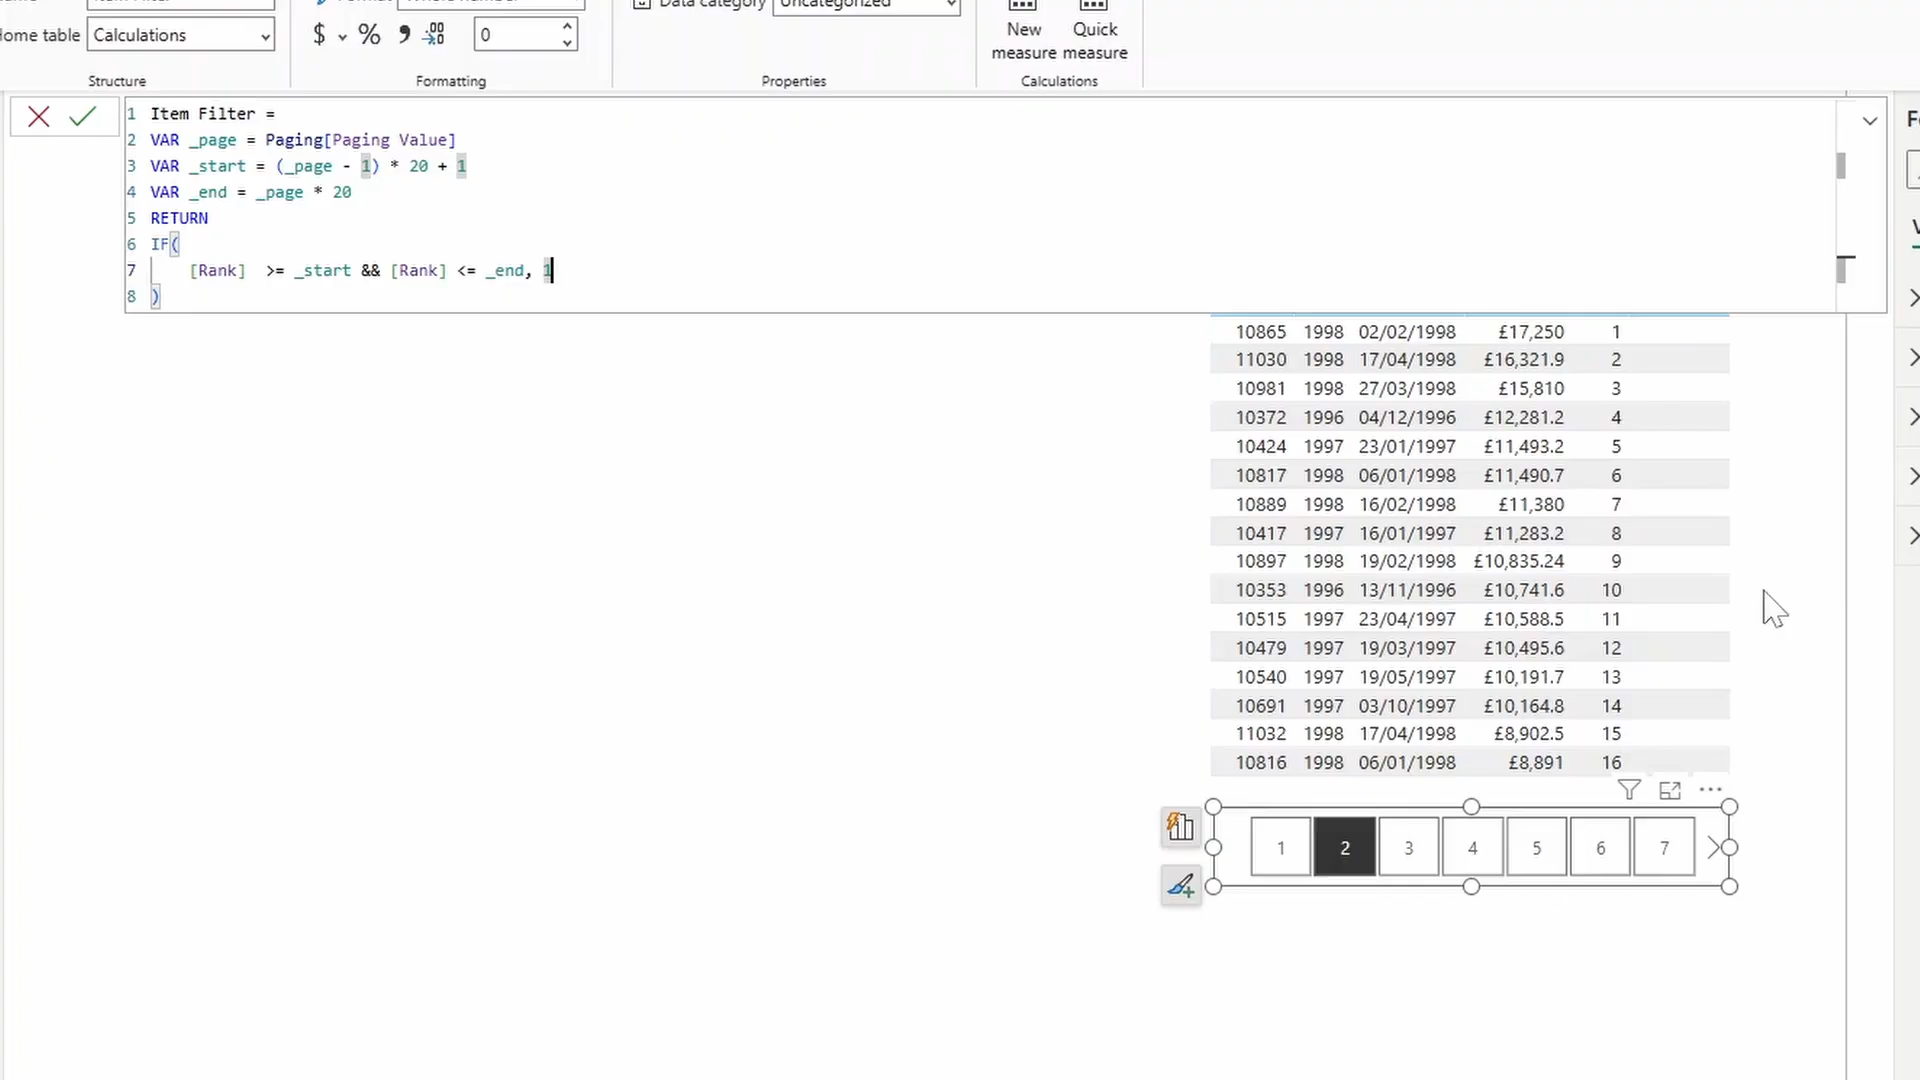 Whole number
Data category Uncategorized
Home table Calculations
$ % 0
New measure
Quick measure
Structure
Formatting
Properties
Calculations
1 Item Filter =
2 VAR _page = Paging[Paging Value]
3 VAR _start = (_page - 1) * 20 + 1
4 VAR _end = _page * 20
5 RETURN
6 IF(
7 [Rank]  >= _start && [Rank] <= _end, 1
8 )
10865 1998 02/02/1998 £17,250 1
11030 1998 17/04/1998 £16,321.9 2
10981 1998 27/03/1998 £15,810 3
10372 1996 04/12/1996 £12,281.2 4
10424 1997 23/01/1997 £11,493.2 5
10817 1998 06/01/1998 £11,490.7 6
10889 1998 16/02/1998 £11,380 7
10417 1997 16/01/1997 £11,283.2 8
10897 1998 19/02/1998 £10,835.24 9
10353 1996 13/11/1996 £10,741.6 10
10515 1997 23/04/1997 £10,588.5 11
10479 1997 19/03/1997 £10,495.6 12
10540 1997 19/05/1997 £10,191.7 13
10691 1997 03/10/1997 £10,164.8 14
11032 1998 17/04/1998 £8,902.5 15
10816 1998 06/01/1998 £8,891 16
1 2 3 4 5 6 7